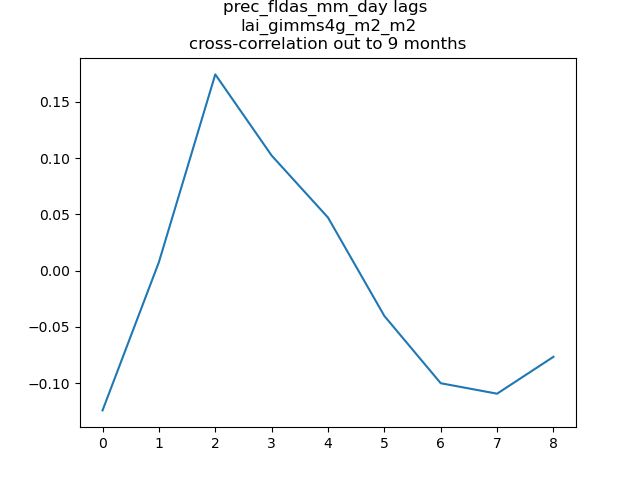 prec_fldas_mm_day lags
lai_gimms4g_m2_m2
cross-correlation out to 9 months
0.15
0.10
0.05
0.00
−0.05
−0.10
0 1 2 3 4 5 6 7 8